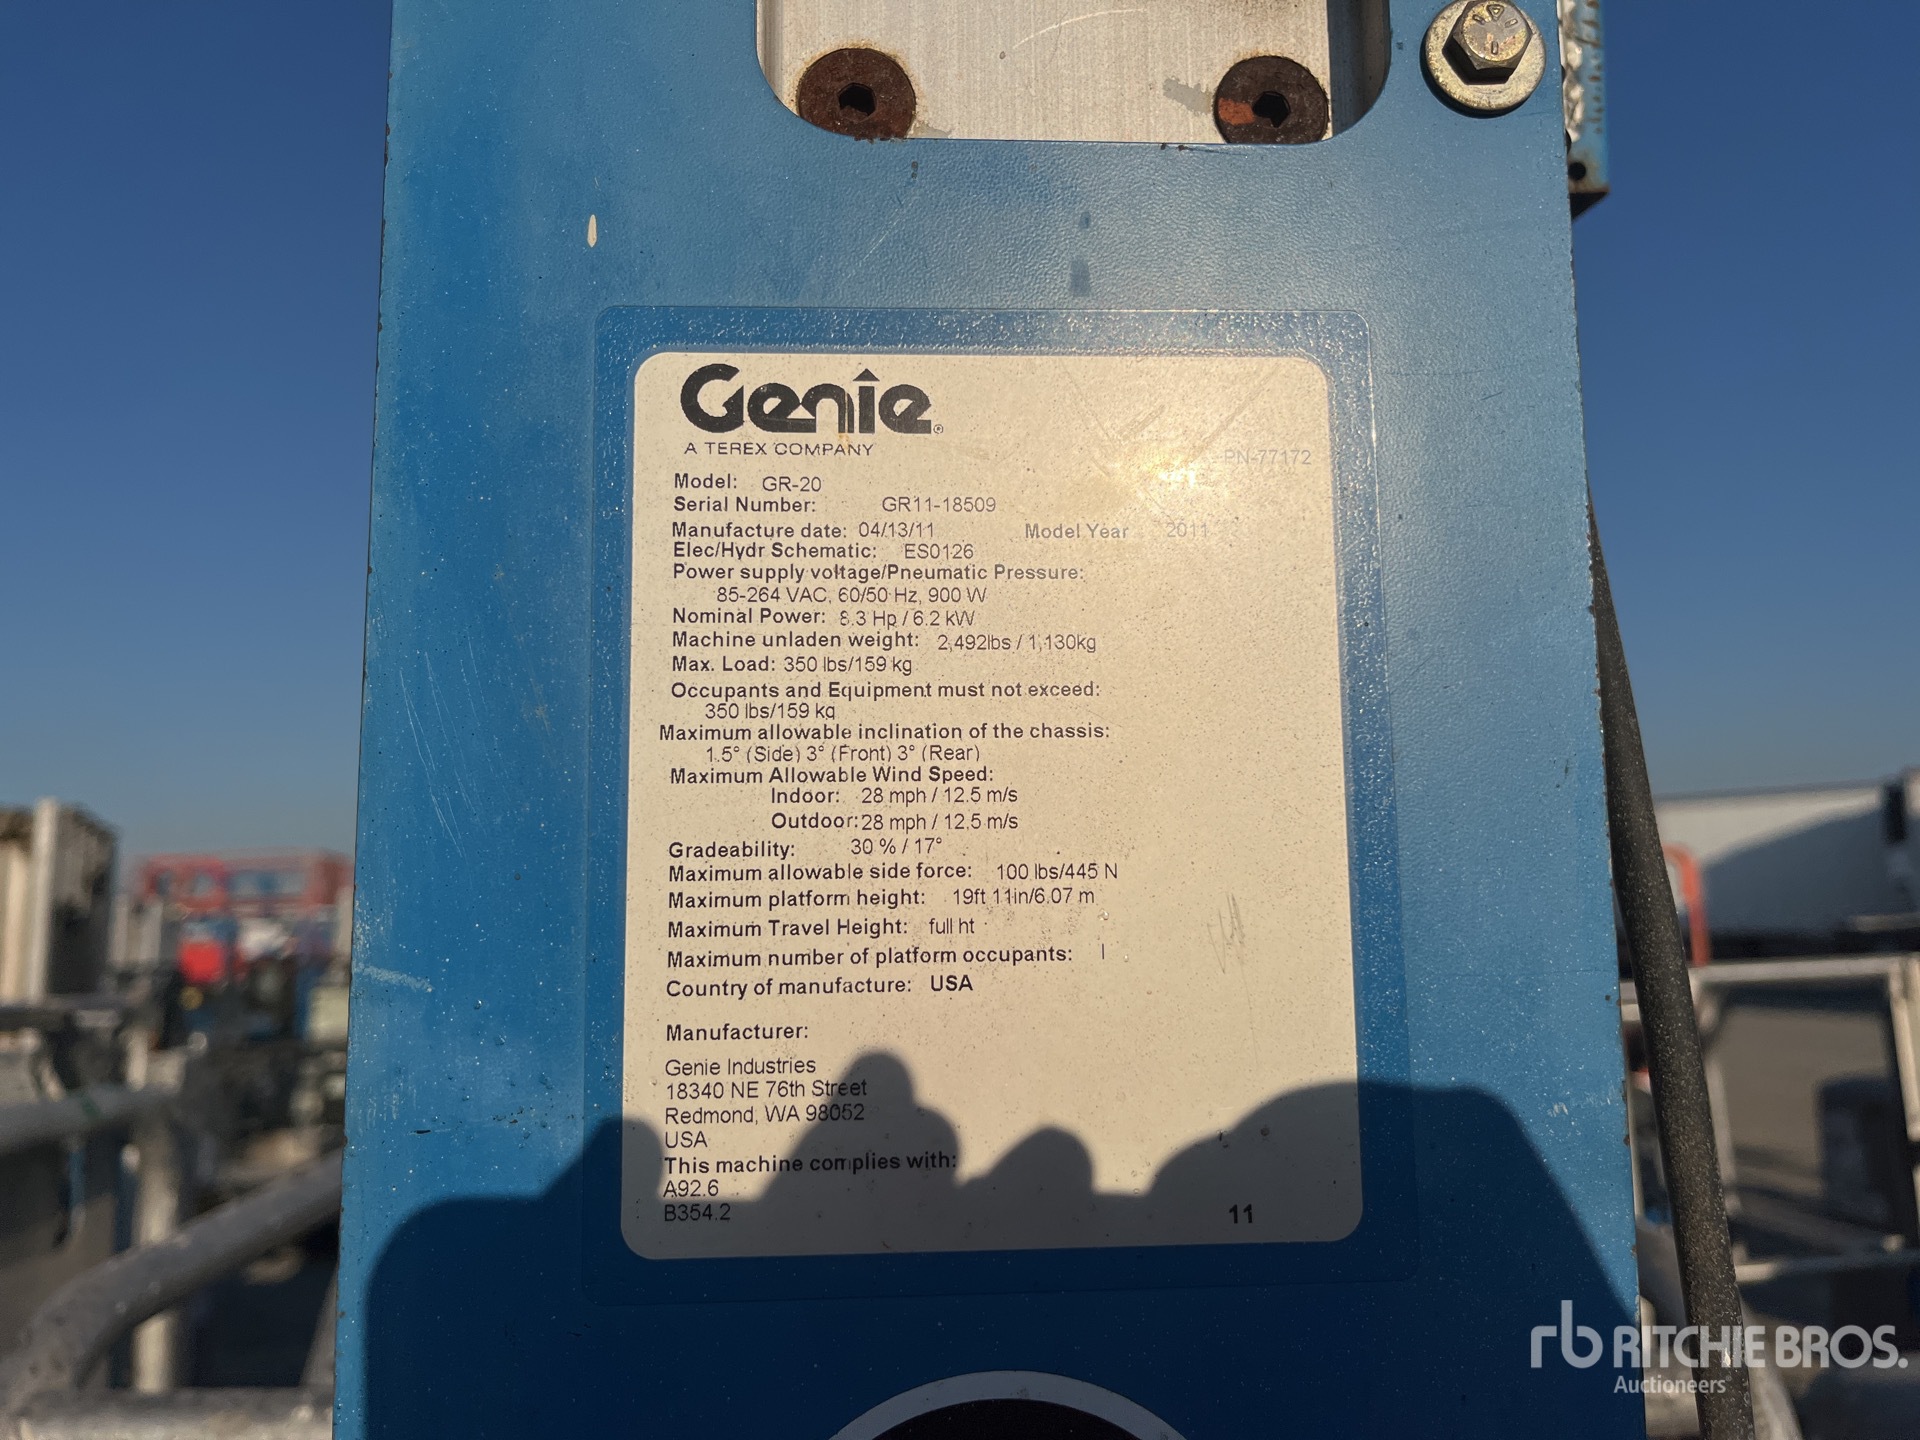 Genie®
A TEREX COMPANY
PN-77172
Model: GR-20
Serial Number: GR11-18509
Manufacture date: 04/13/11 Model Year 2011
Elec/Hydr Schematic: ES0126
Power supply voltage/Pneumatic Pressure:
85-264 VAC, 60/50 Hz, 900 W
Nominal Power: 8.3 Hp / 6.2 kW
Machine unladen weight: 2,492lbs / 1,130kg
Max. Load: 350 lbs/159 kg
Occupants and Equipment must not exceed:
350 lbs/159 kg
Maximum allowable inclination of the chassis:
1.5° (Side) 3° (Front) 3° (Rear)
Maximum Allowable Wind Speed:
Indoor: 28 mph / 12.5 m/s
Outdoor: 28 mph / 12.5 m/s
Gradeability: 30 % / 17°
Maximum allowable side force: 100 lbs/445 N
Maximum platform height: 19ft 11in/6.07 m
Maximum Travel Height: full ht
Maximum number of platform occupants: 1
Country of manufacture: USA
Manufacturer:
Genie Industries
18340 NE 76th Street
Redmond, WA 98052
USA
This machine complies with:
A92.6
B354.2
11
rb RITCHIE BROS.
Auctioneers